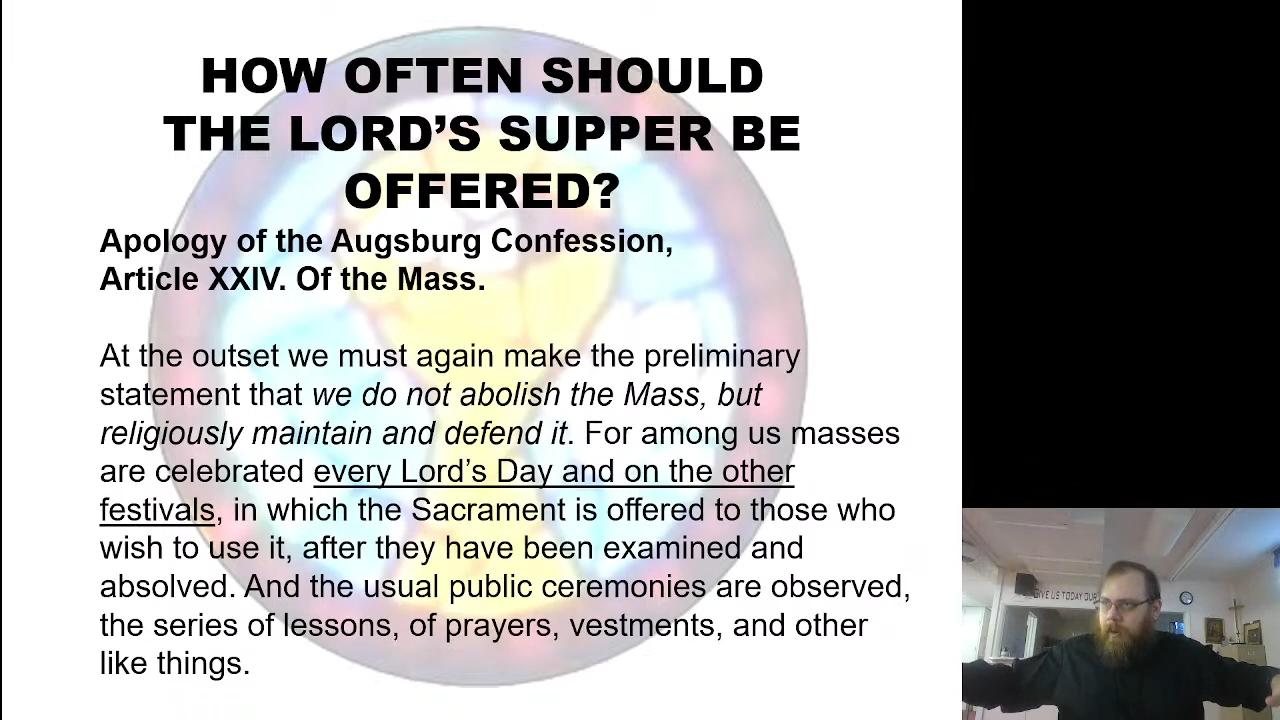 HOW OFTEN SHOULD
THE LORD’S SUPPER BE
OFFERED?
Apology of the Augsburg Confession,
Article XXIV. Of the Mass.
At the outset we must again make the preliminary
statement that we do not abolish the Mass, but
religiously maintain and defend it. For among us masses
are celebrated every Lord’s Day and on the other
festivals, in which the Sacrament is offered to those who
wish to use it, after they have been examined and
absolved. And the usual public ceremonies are observed,
the series of lessons, of prayers, vestments, and other
like things.
GIVE US TODAY OUR